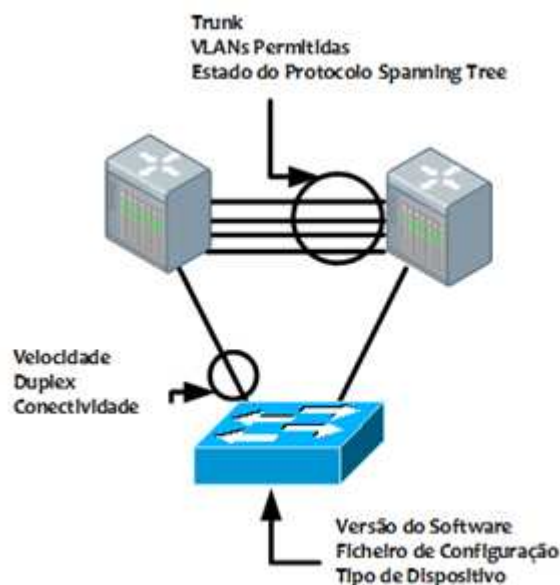 Trunk
VLANs Permitidas
Estado do Protocolo Spanning Tree
Velocidade
Duplex
Conectividade
Versão do Software
Ficheiro de Configuração
Tipo de Dispositivo